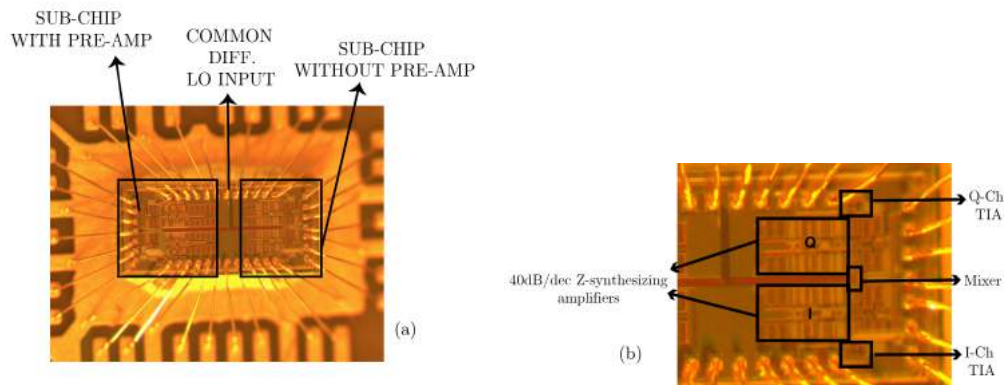 SUB-CHIP
WITH PRE-AMP
COMMON
DIFF.
LO INPUT
SUB-CHIP
WITHOUT PRE-AMP
(a)
Q-Ch
TIA
Q
40dB/dec Z-synthesizing
amplifiers
Mixer
I
I-Ch
TIA
(b)